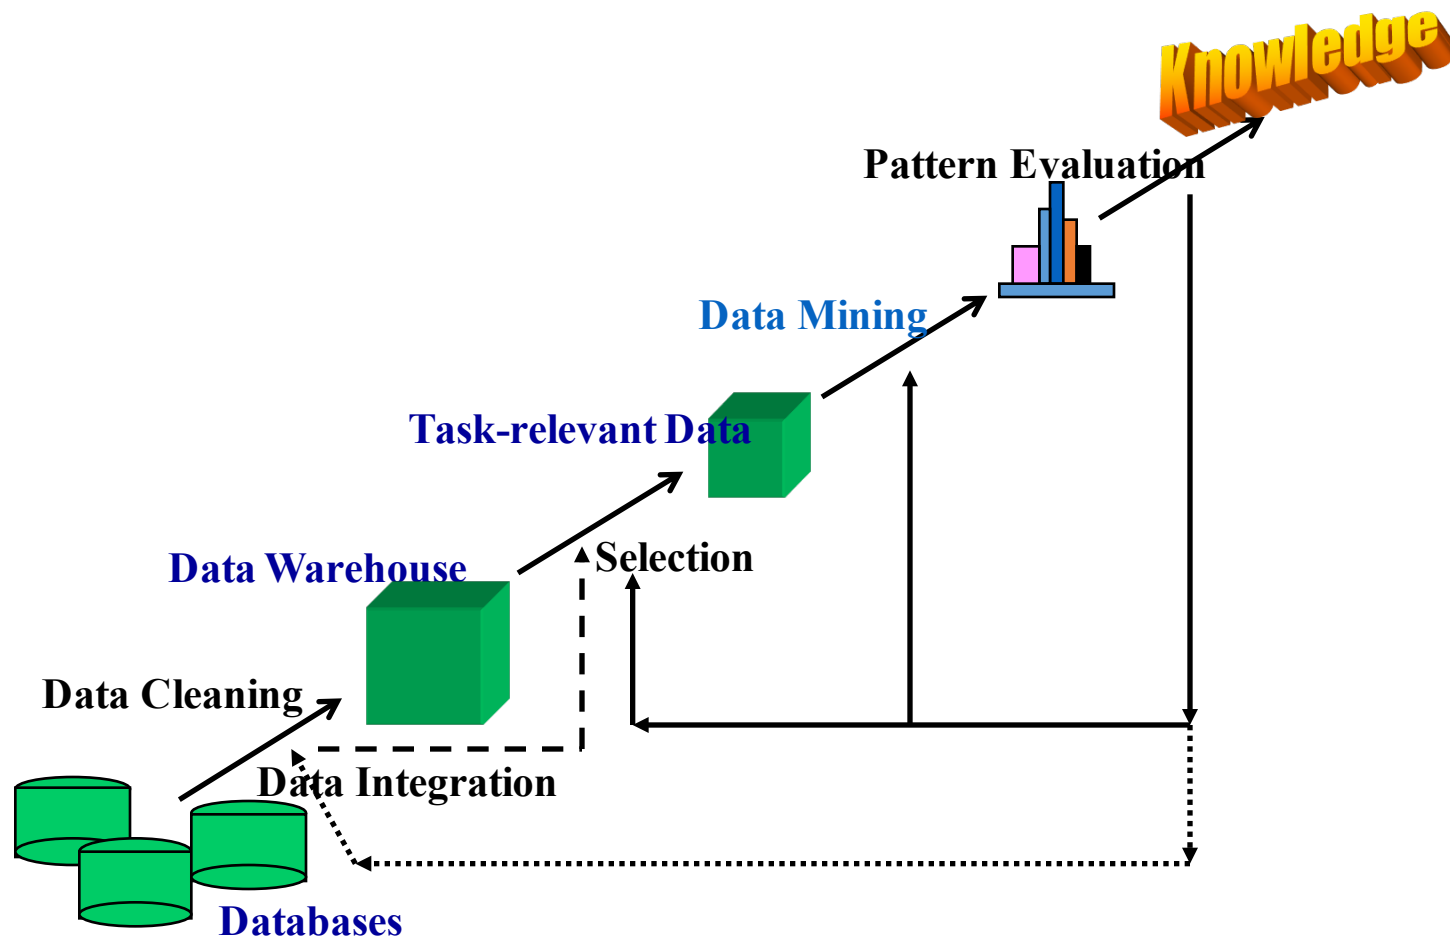 Knowledge
Pattern Evaluation
Data Mining
Task-relevant Data
Selection
Data Warehouse
Data Cleaning
Data Integration
Databases